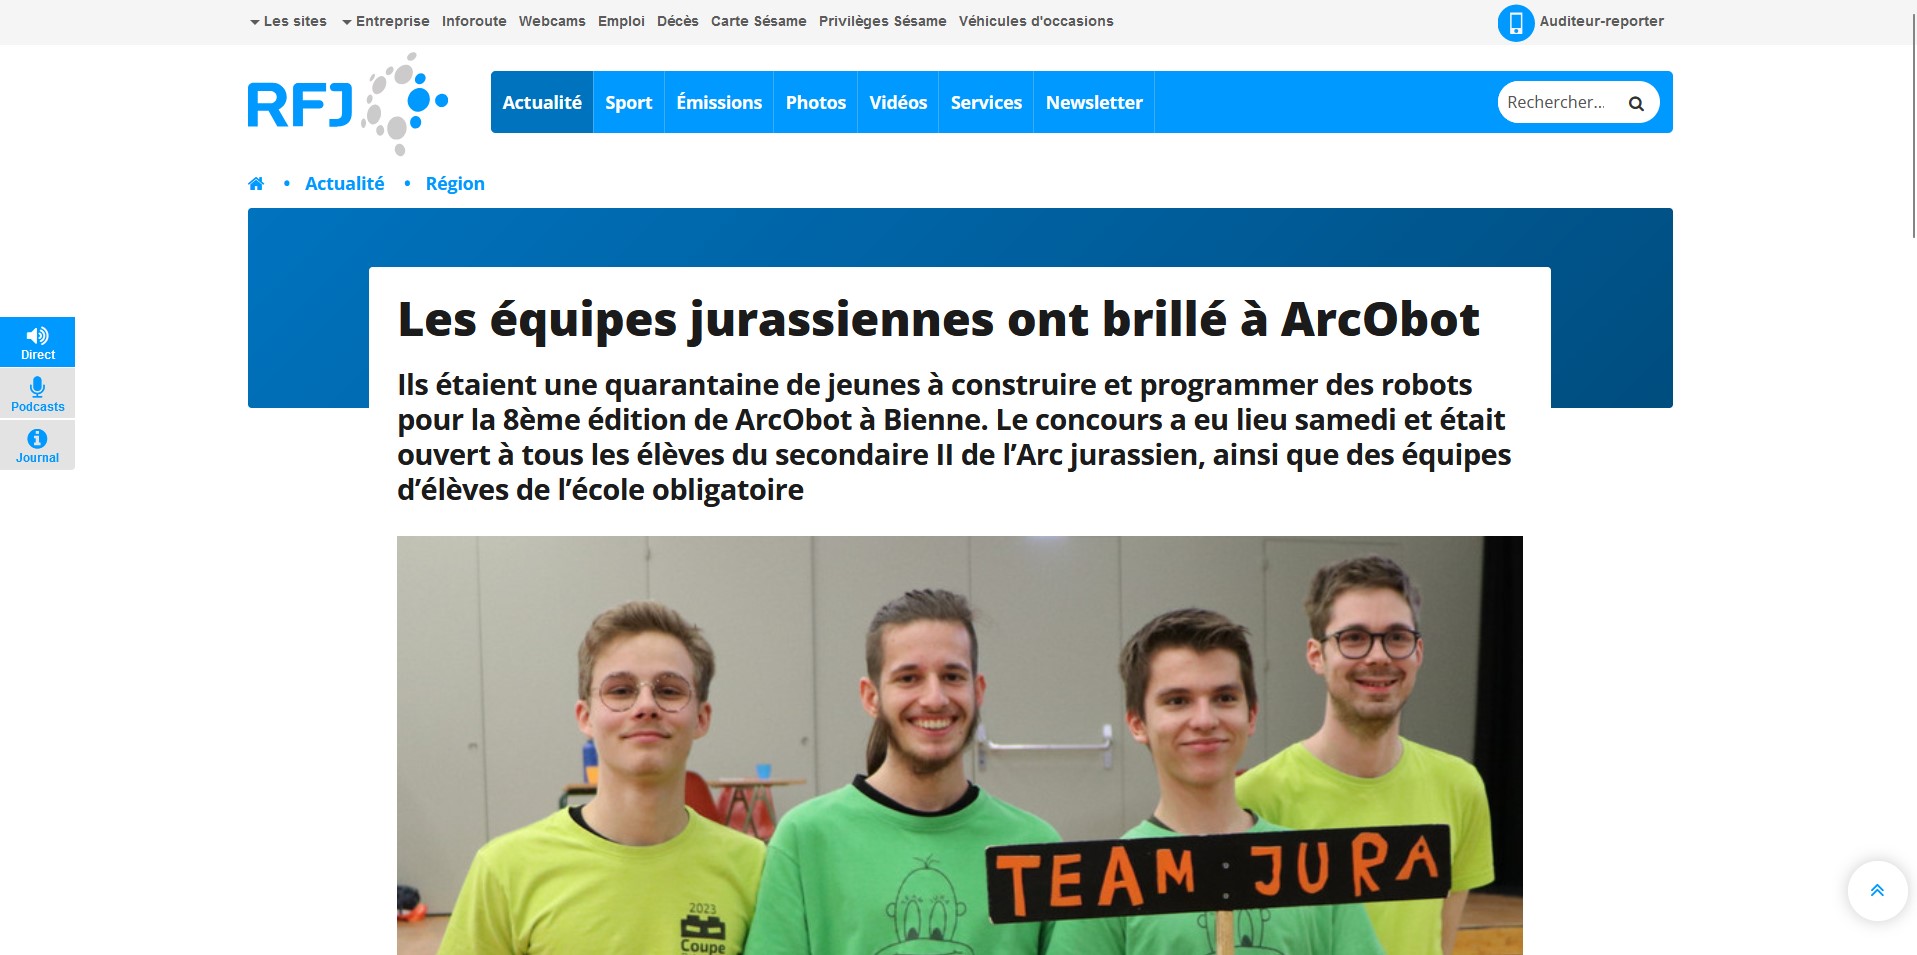 Les sites Entreprise Inforoute Webcams Emploi Décès Carte Sésame Privilèges Sésame Véhicules d'occasions Auditeur-reporter
RFJ
Actualité Sport Émissions Photos Vidéos Services Newsletter Rechercher...
• Actualité • Région
Les équipes jurassiennes ont brillé à ArcObot
Ils étaient une quarantaine de jeunes à construire et programmer des robots
pour la 8ème édition de ArcObot à Bienne. Le concours a eu lieu samedi et était
ouvert à tous les élèves du secondaire II de l’Arc jurassien, ainsi que des équipes
d’élèves de l’école obligatoire
Direct
Podcasts
Journal
TEAM : JURA
2023
Coupe